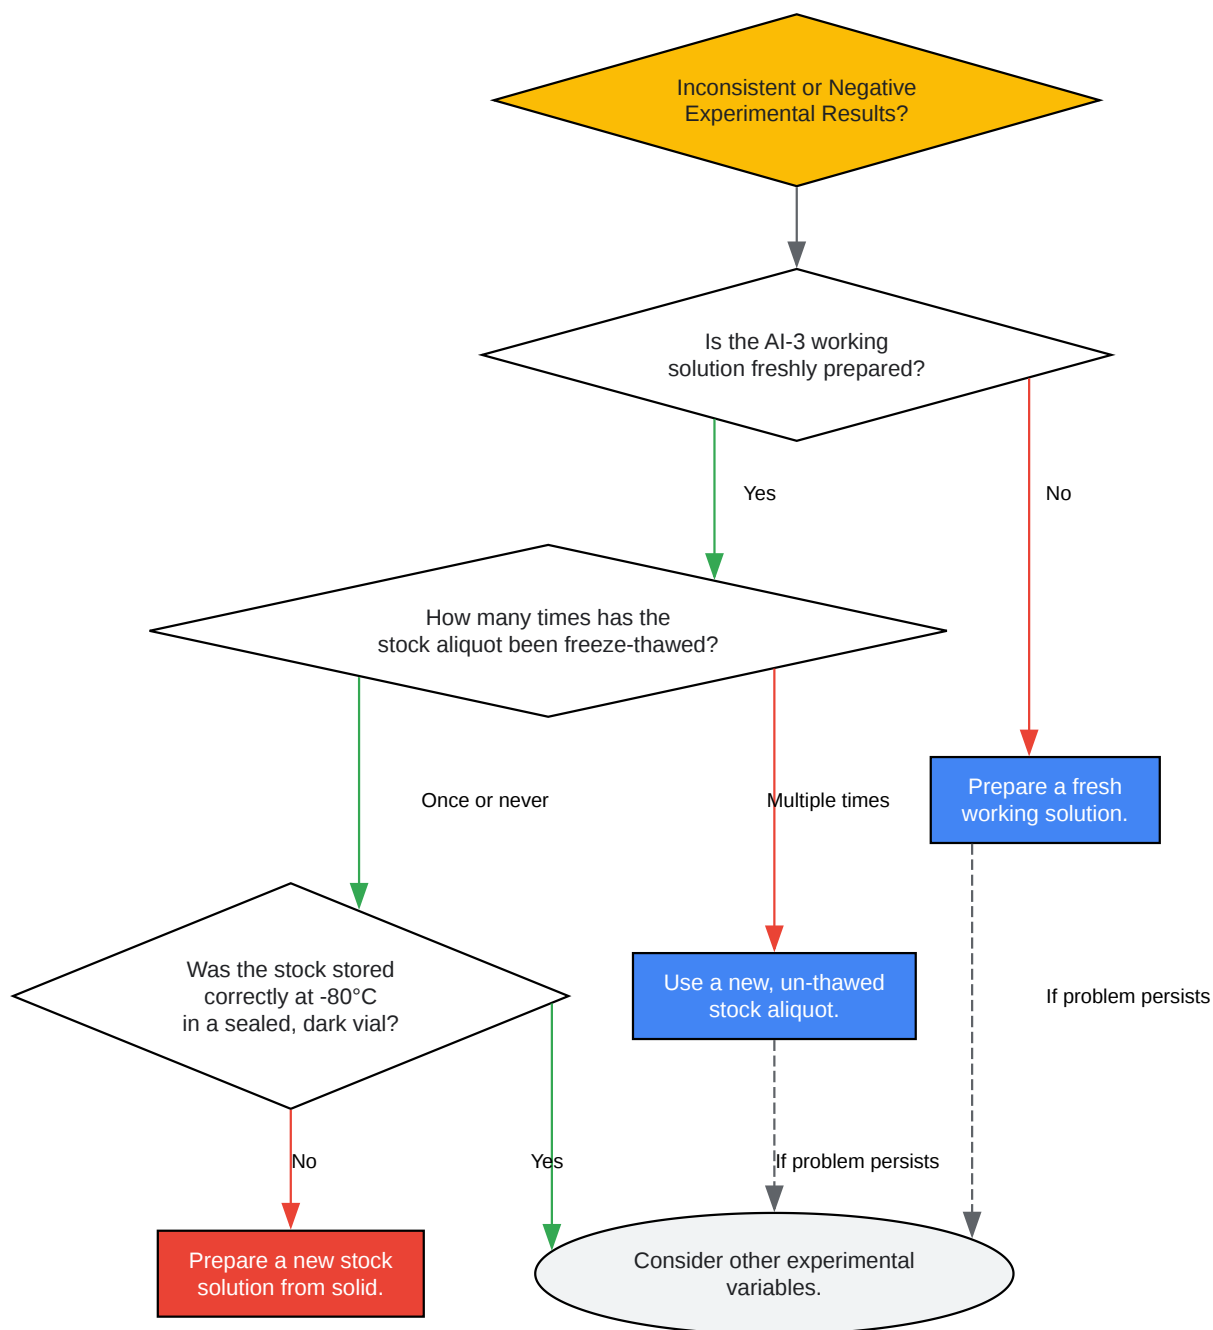 Inconsistent or Negative
Experimental Results?
Is the AI-3 working
solution freshly prepared?
Yes
No
How many times has the
stock aliquot been freeze-thawed?
Once or never
Multiple times
Prepare a fresh
working solution.
Was the stock stored
correctly at -80°C
in a sealed, dark vial?
Use a new, un-thawed
stock aliquot.
If problem persists
No
Yes
If problem persists
Prepare a new stock
solution from solid.
Consider other experimental
variables.